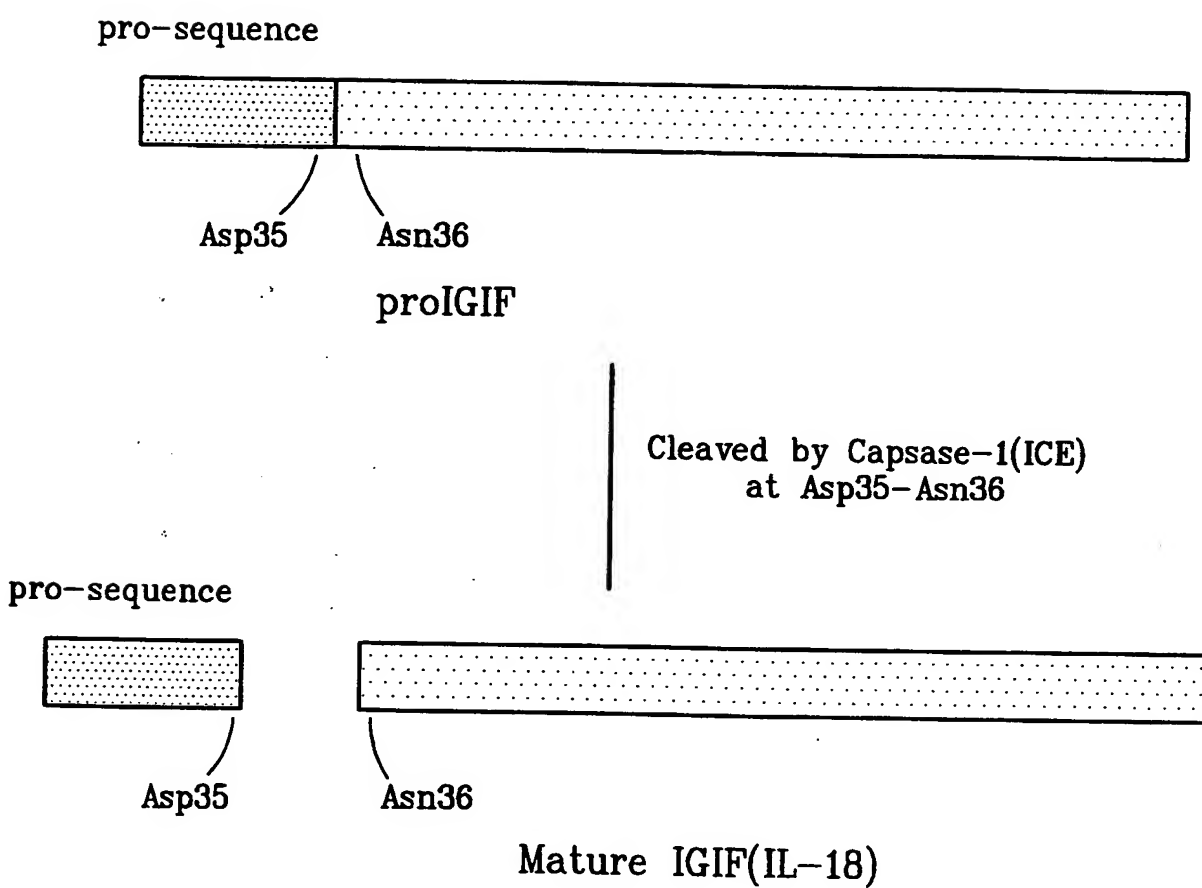 pro-sequence
Asp35
Asn36
proIGIF
Cleaved by Capsase-1(ICE)
at Asp35-Asn36
pro-sequence
Asp35
Asn36
Mature IGIF(IL-18)